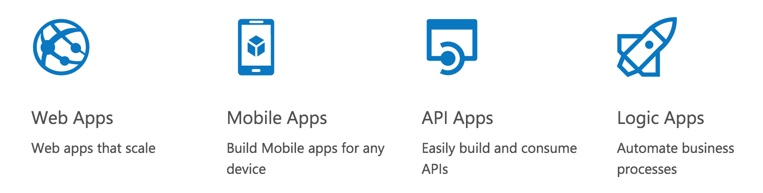 Web Apps
Web apps that scale
Mobile Apps
Build Mobile apps for any
device
API Apps
Easily build and consume
APIs
Logic Apps
Automate business
processes